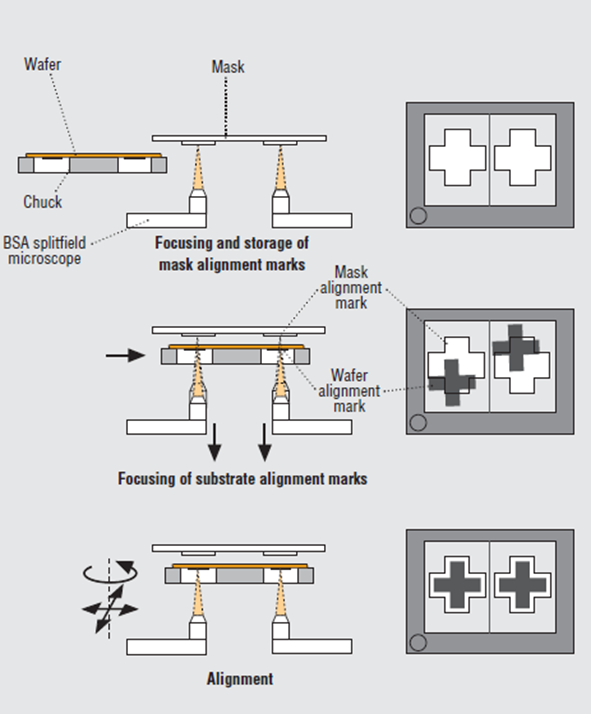 Wafer
Mask
Chuck
BSA splitfield
microscope
Focusing and storage of
mask alignment marks
Mask
alignment
mark
Wafer
alignment
mark
Focusing of substrate alignment marks
Alignment